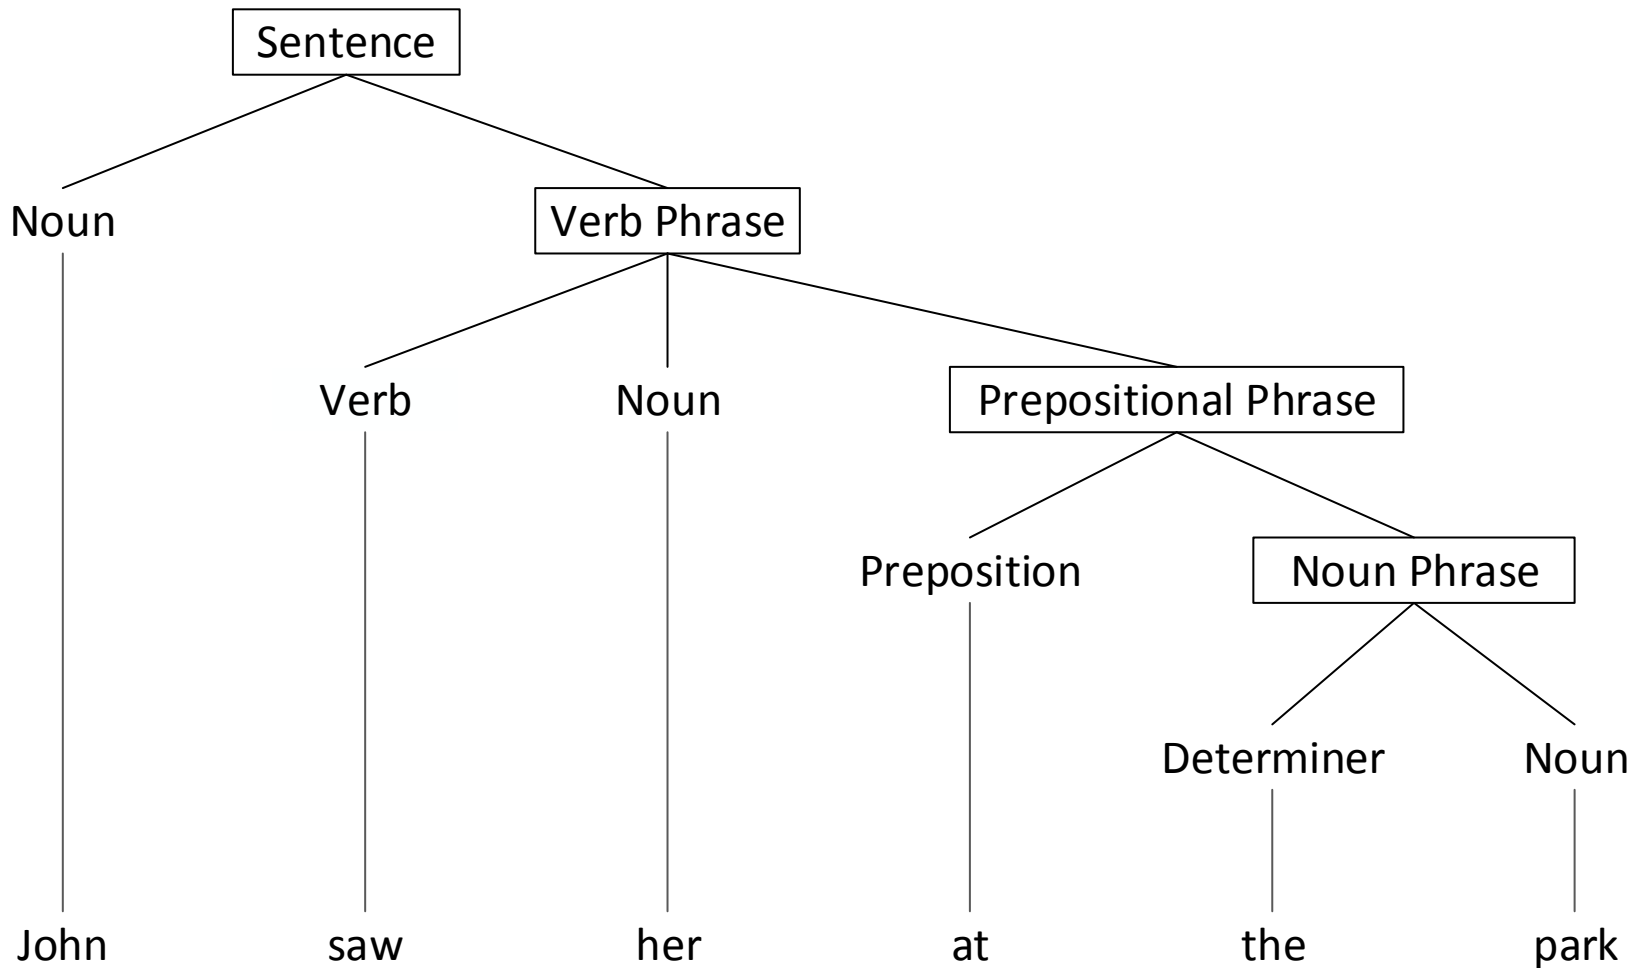 Sentence
Noun Verb Phrase
Verb Noun Prepositional Phrase
Preposition Noun Phrase
Determiner Noun
John saw her at the park